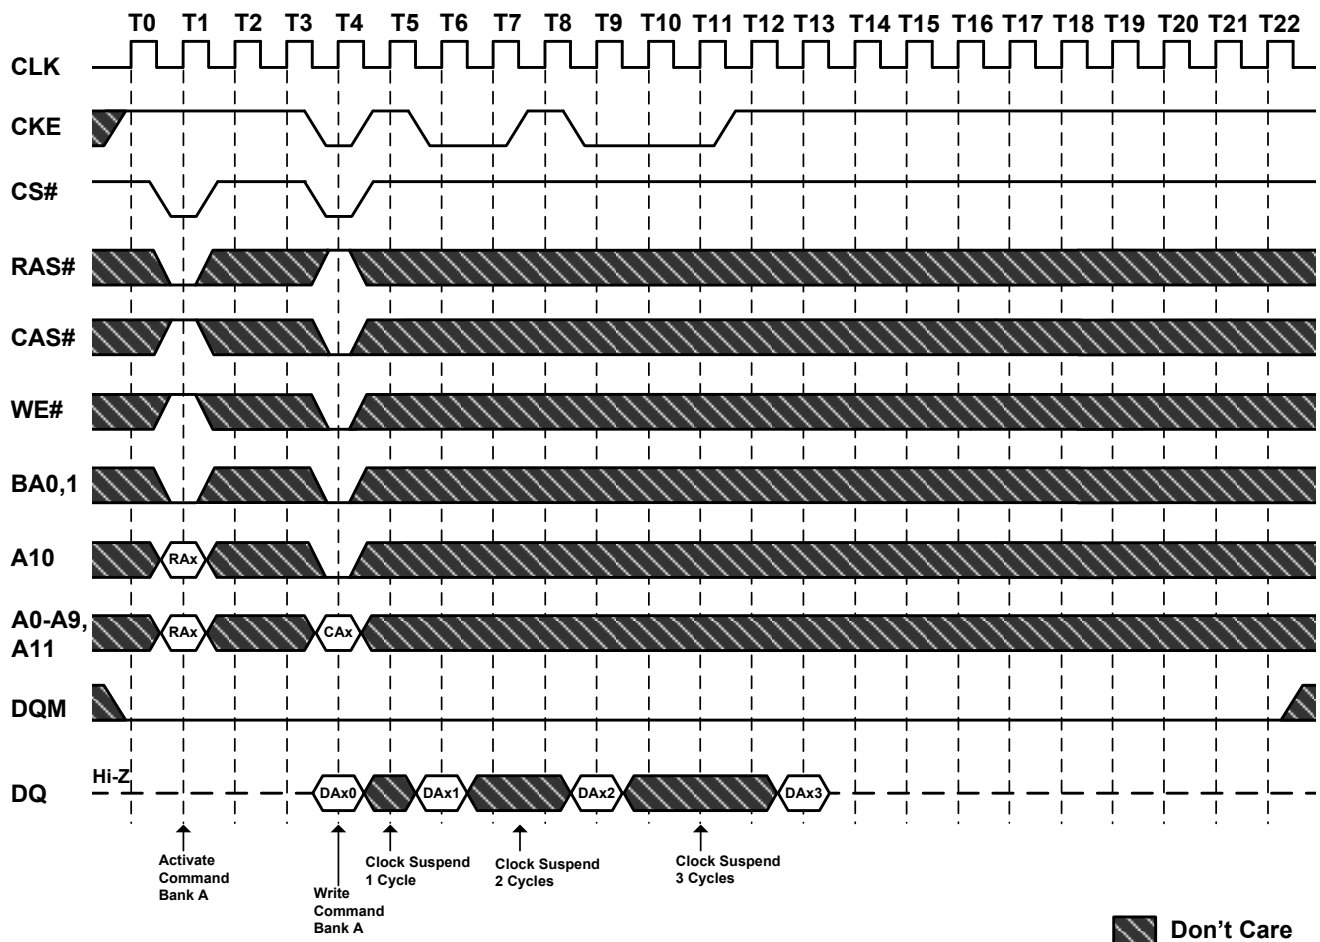 T0 T1 T2 T3 T4 T5 T6 T7 T8 T9 T10 T11 T12 T13 T14 T15 T16 T17 T18 T19 T20 T21 T22
CLK
CKE
CS#
RAS#
CAS#
WE#
BA0,1
A10 RAx
A0-A9,
A11
RAx CAx
DQM
Hi-Z
DQ DAx0 DAx1 DAx2 DAx3
Activate
Command
Bank A
Write
Command
Bank A
Clock Suspend
1 Cycle
Clock Suspend
2 Cycles
Clock Suspend
3 Cycles
Don't Care